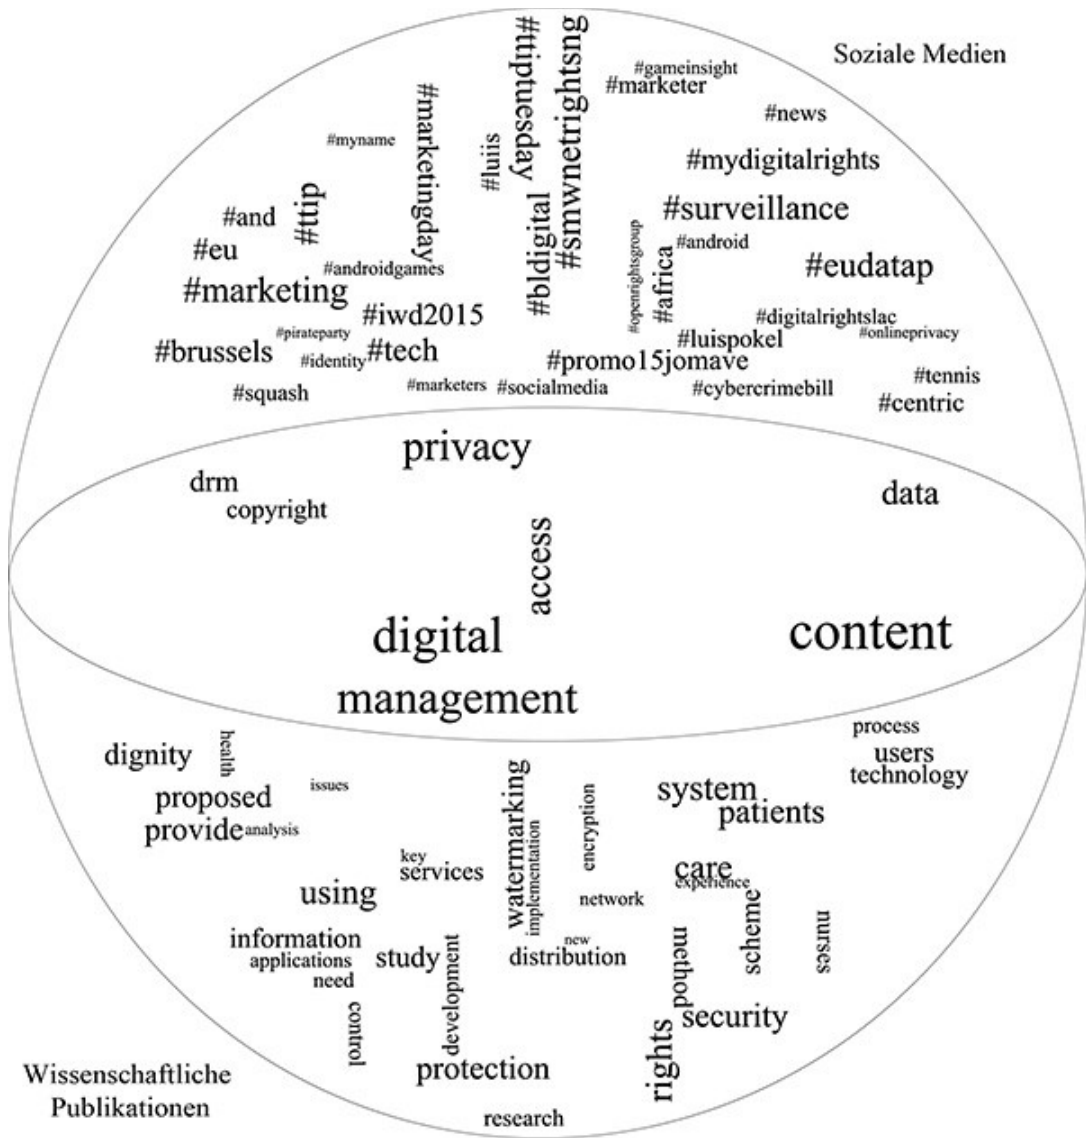 Soziale Medien
#ttiptuesday
#smwnetrightsng
#gameinsight
#marketer
#marketingday
#news
#myname
#luiis
#mydigitalrights
#ttip
#bldigital
#surveillance
#and
#eu
#openrightsgroup
#africa
#android
#androidgames
#eudatap
#marketing
#iwd2015
#digitalrightslac
#pirateparty
#luispokel
#onlineprivacy
#brussels
#identity
#tech
#promo15jomave
#squash
#marketers
#socialmedia
#cybercrimebill
#tennis
#centric
privacy
drm
copyright
data
access
digital
content
management
process
dignity
health
users
technology
issues
system
proposed
patients
provide
analysis
watermarking
implementation
encryption
key
services
care
experience
using
network
scheme
nurses
information
new
applications
study
distribution
method
need
development
control
security
rights
protection
Wissenschaftliche
Publikationen
research